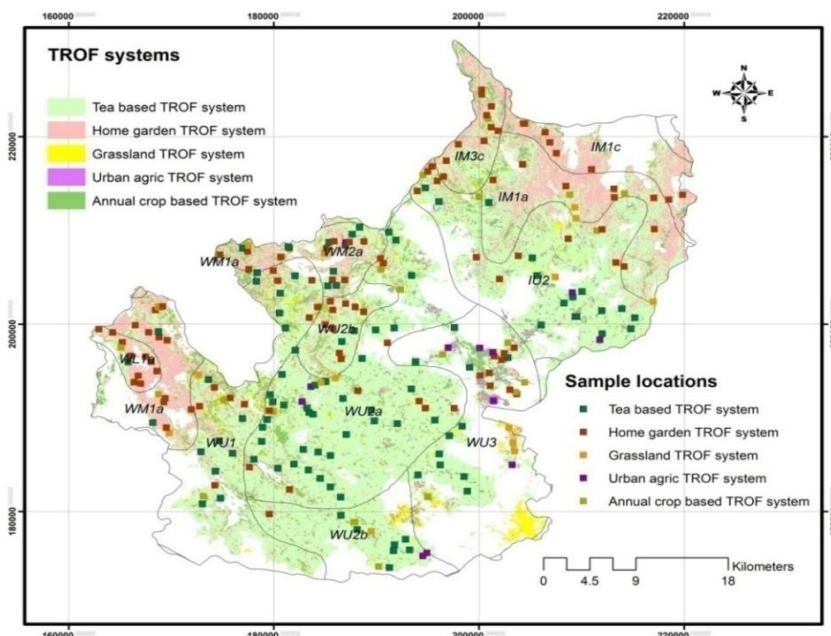 160000 180000 200000 220000
TROF systems
Tea based TROF system
Home garden TROF system
Grassland TROF system
Urban agric TROF system
Annual crop based TROF system
N
W E
S
220000
200000
180000
IM3c
IM1c
IM1a
WM2a
WM1a
IU2
WU2b
WL1a
WM1a
WU2a
WU1
WU3
WU2b
Sample locations
Tea based TROF system
Home garden TROF system
Grassland TROF system
Urban agric TROF system
Annual crop based TROF system
Kilometers
0 4.5 9 18
160000 180000 200000 220000